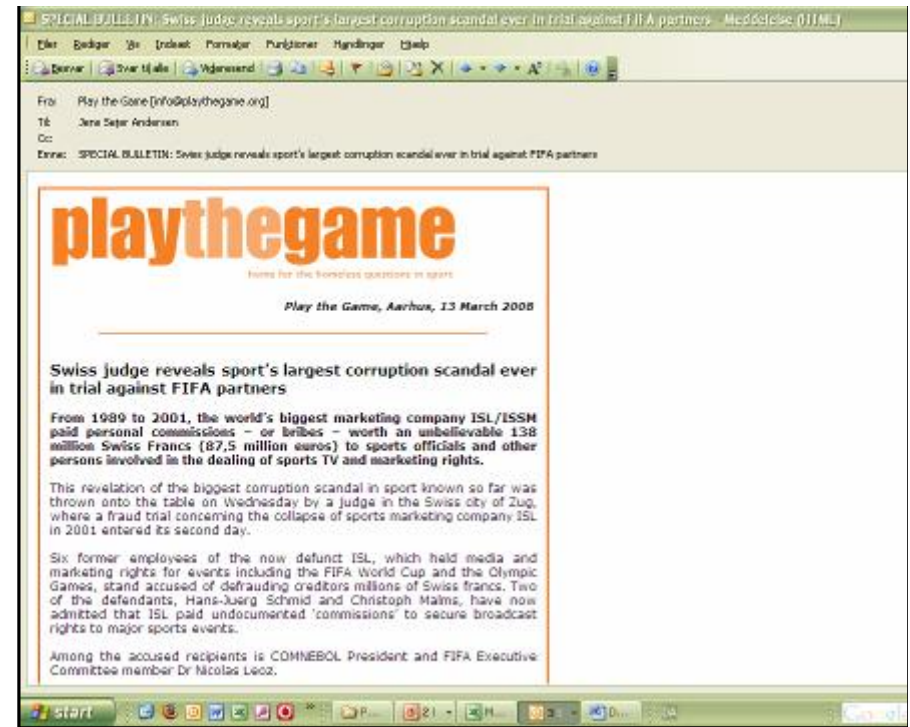 SPECIAL BULLETIN: Swiss judge reveals sport's largest corruption scandal ever in trial against FIFA partners - Meddelelse (HTML)
Filer Rediger Vis Indsæt Formater Funktioner Handlinger Hjælp
Besvar Svar til alle Videresend
Fra: Play the Game [info@playthegame.org]
Til: Jens Sejer Andersen
Cc:
Emne: SPECIAL BULLETIN: Swiss judge reveals sport's largest corruption scandal ever in trial against FIFA partners
playthegame
home for the homeless questions in sport
Play the Game, Aarhus, 13 March 2008
Swiss judge reveals sport's largest corruption scandal ever
in trial against FIFA partners
From 1989 to 2001, the world's biggest marketing company ISL/ISSM
paid personal commissions – or bribes – worth an unbelievable 138
million Swiss Francs (87,5 million euros) to sports officials and other
persons involved in the dealing of sports TV and marketing rights.
This revelation of the biggest corruption scandal in sport known so far was
thrown onto the table on Wednesday by a judge in the Swiss city of Zug,
where a fraud trial concerning the collapse of sports marketing company ISL
in 2001 entered its second day.
Six former employees of the now defunct ISL, which held media and
marketing rights for events including the FIFA World Cup and the Olympic
Games, stand accused of defrauding creditors millions of Swiss francs. Two
of the defendants, Hans-Juerg Schmid and Christoph Malms, have now
admitted that ISL paid undocumented 'commissions' to secure broadcast
rights to major sports events.
Among the accused recipients is COMNEBOL President and FIFA Executive
Committee member Dr Nicolas Leoz.
start